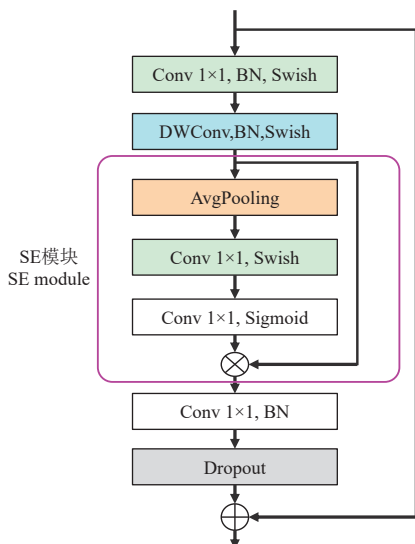 Conv 1×1, BN, Swish
DWConv,BN,Swish
AvgPooling
SE模块
SE module
Conv 1×1, Swish
Conv 1×1, Sigmoid
Conv 1×1, BN
Dropout